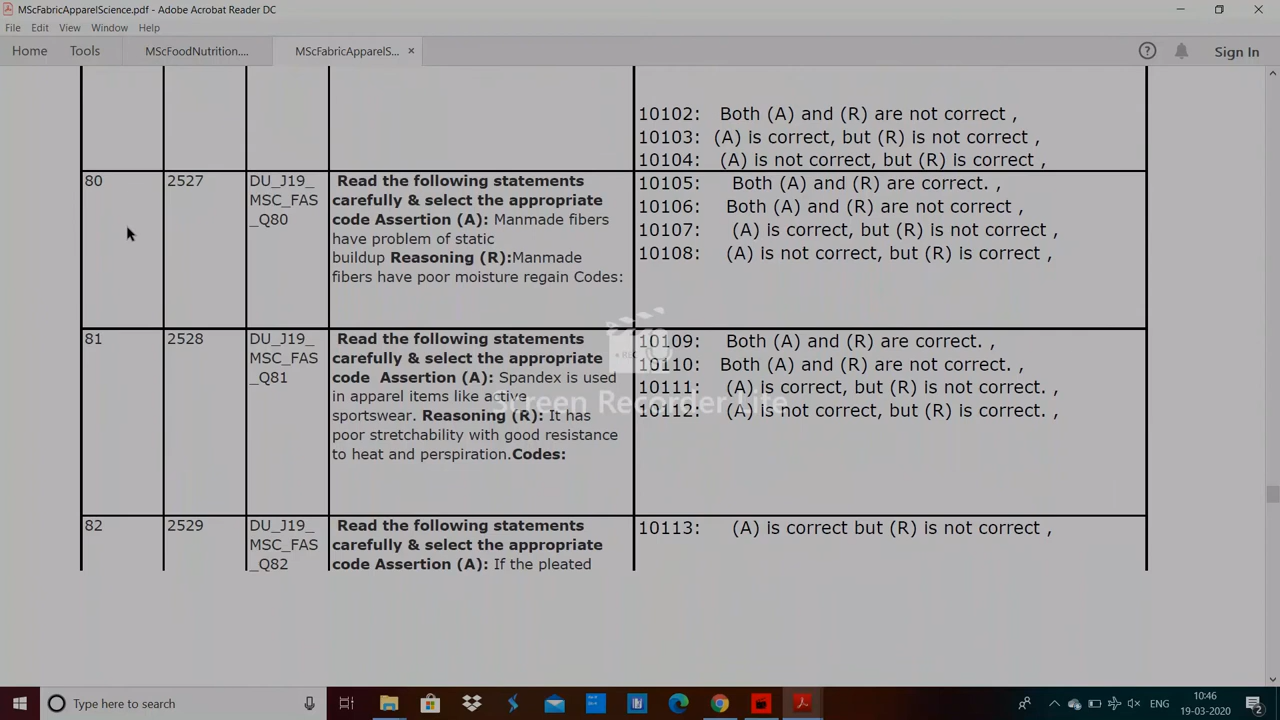 MScFabricApparelScience.pdf - Adobe Acrobat Reader DC
File Edit View Window Help
Home Tools MScFoodNutrition.... MScFabricApparelS... × Sign In
10102: Both (A) and (R) are not correct ,
10103: (A) is correct, but (R) is not correct ,
10104: (A) is not correct, but (R) is correct ,
80 2527 DU_J19_
MSC_FAS
_Q80
Read the following statements
carefully & select the appropriate
code Assertion (A): Manmade fibers
have problem of static
buildup Reasoning (R):Manmade
fibers have poor moisture regain Codes:
10105: Both (A) and (R) are correct. ,
10106: Both (A) and (R) are not correct ,
10107: (A) is correct, but (R) is not correct ,
10108: (A) is not correct, but (R) is correct ,
81 2528 DU_J19_
MSC_FAS
_Q81
Read the following statements
carefully & select the appropriate
code Assertion (A): Spandex is used
in apparel items like active
sportswear. Reasoning (R): It has
poor stretchability with good resistance
to heat and perspiration.Codes:
10109: Both (A) and (R) are correct. ,
10110: Both (A) and (R) are not correct. ,
10111: (A) is correct, but (R) is not correct. ,
10112: (A) is not correct, but (R) is correct. ,
REC
Screen Recorder Lite
82 2529 DU_J19_
MSC_FAS
_Q82
Read the following statements
carefully & select the appropriate
code Assertion (A): If the pleated
10113: (A) is correct but (R) is not correct ,
Type here to search
ENG
10:46
19-03-2020
2